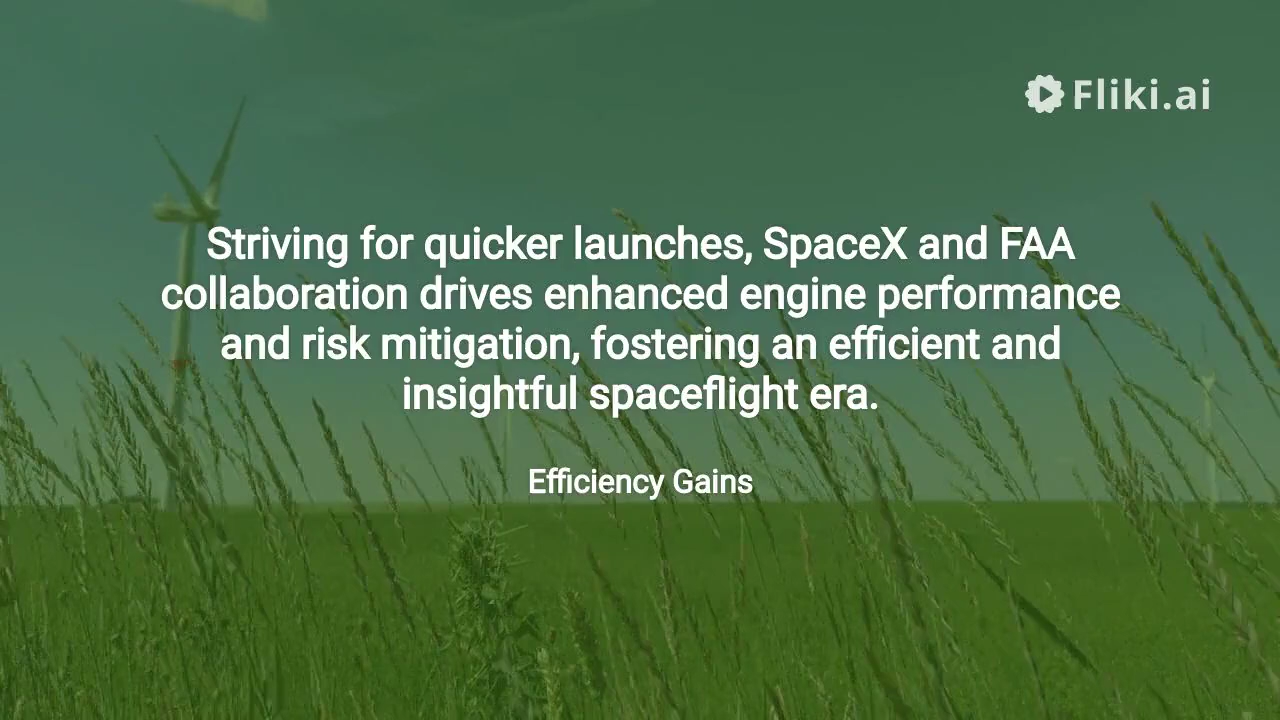 Fliki.ai
Striving for quicker launches, SpaceX and FAA
collaboration drives enhanced engine performance
and risk mitigation, fostering an efficient and
insightful spaceflight era.
Efficiency Gains